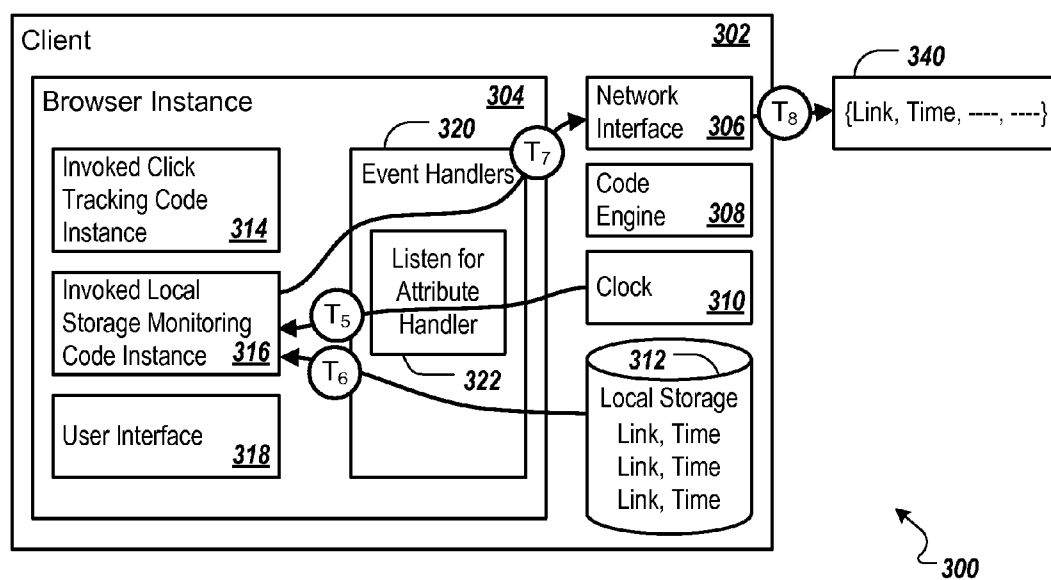 Client 302
Browser Instance 304
Invoked Click
Tracking Code
Instance 314
Invoked Local
Storage Monitoring
Code Instance 316
User Interface 318
320
Event Handlers
Listen for
Attribute
Handler
322
T5
T6
T7
Network
Interface 306
Code
Engine 308
Clock 310
312
Local Storage
Link, Time
Link, Time
Link, Time
T8
340
{Link, Time, ----, ----}
300